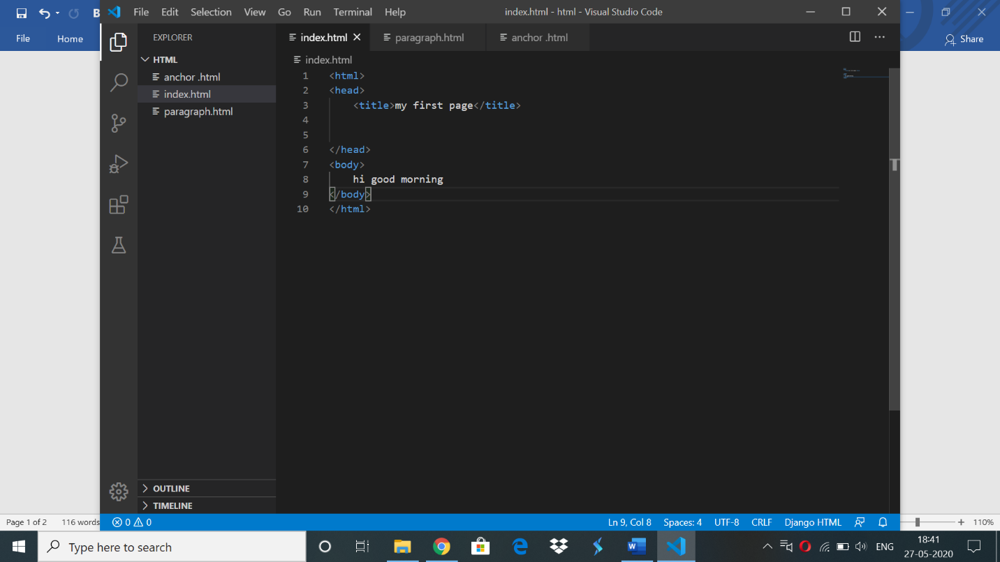 B File Edit Selection View Go Run Terminal Help index.html - html - Visual Studio Code
File Home Share
EXPLORER
HTML
anchor .html
index.html
paragraph.html
OUTLINE
TIMELINE
index.html paragraph.html anchor .html
index.html
1 <html>
2 <head>
3 <title>my first page</title>
4
5
6 </head>
7 <body>
8 hi good morning
9 </body>
10 </html>
Page 1 of 2 116 words 0 0 Ln 9, Col 8 Spaces: 4 UTF-8 CRLF Django HTML 110%
Type here to search ENG 18:41
27-05-2020